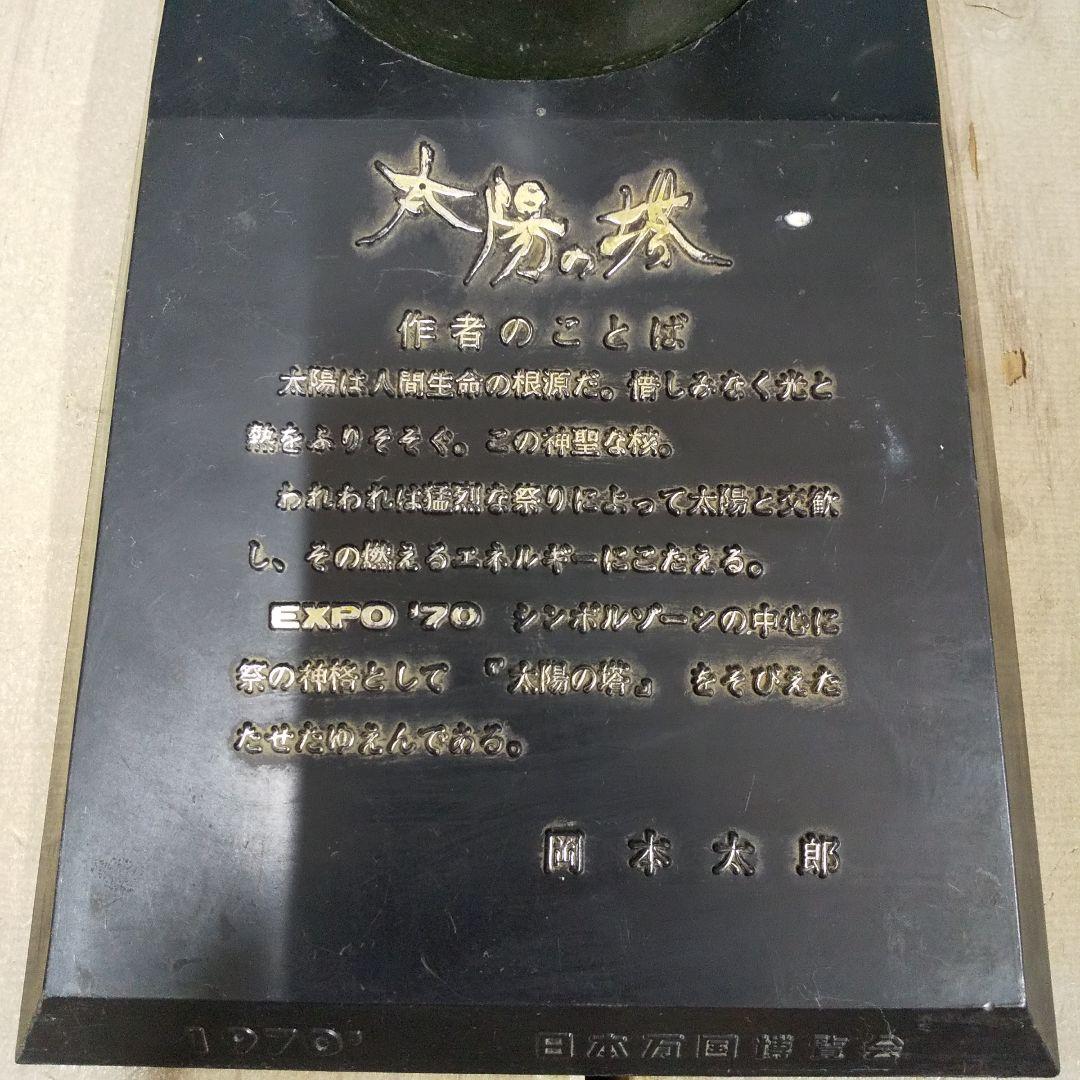 太陽の塔
作者のことば
太陽は人間生命の根源だ。惜しみなく光と
熱をふりそそぐ。この神聖な核。
われわれは猛烈な祭りによって太陽と交歓
し、その燃えるエネルギーにこたえる。
EXPO '70 シンボルゾーンの中心に
祭の神格として 『太陽の塔』 をそびえた
たせたゆえんである。
岡本太郎
1970' 日本万国博覧会